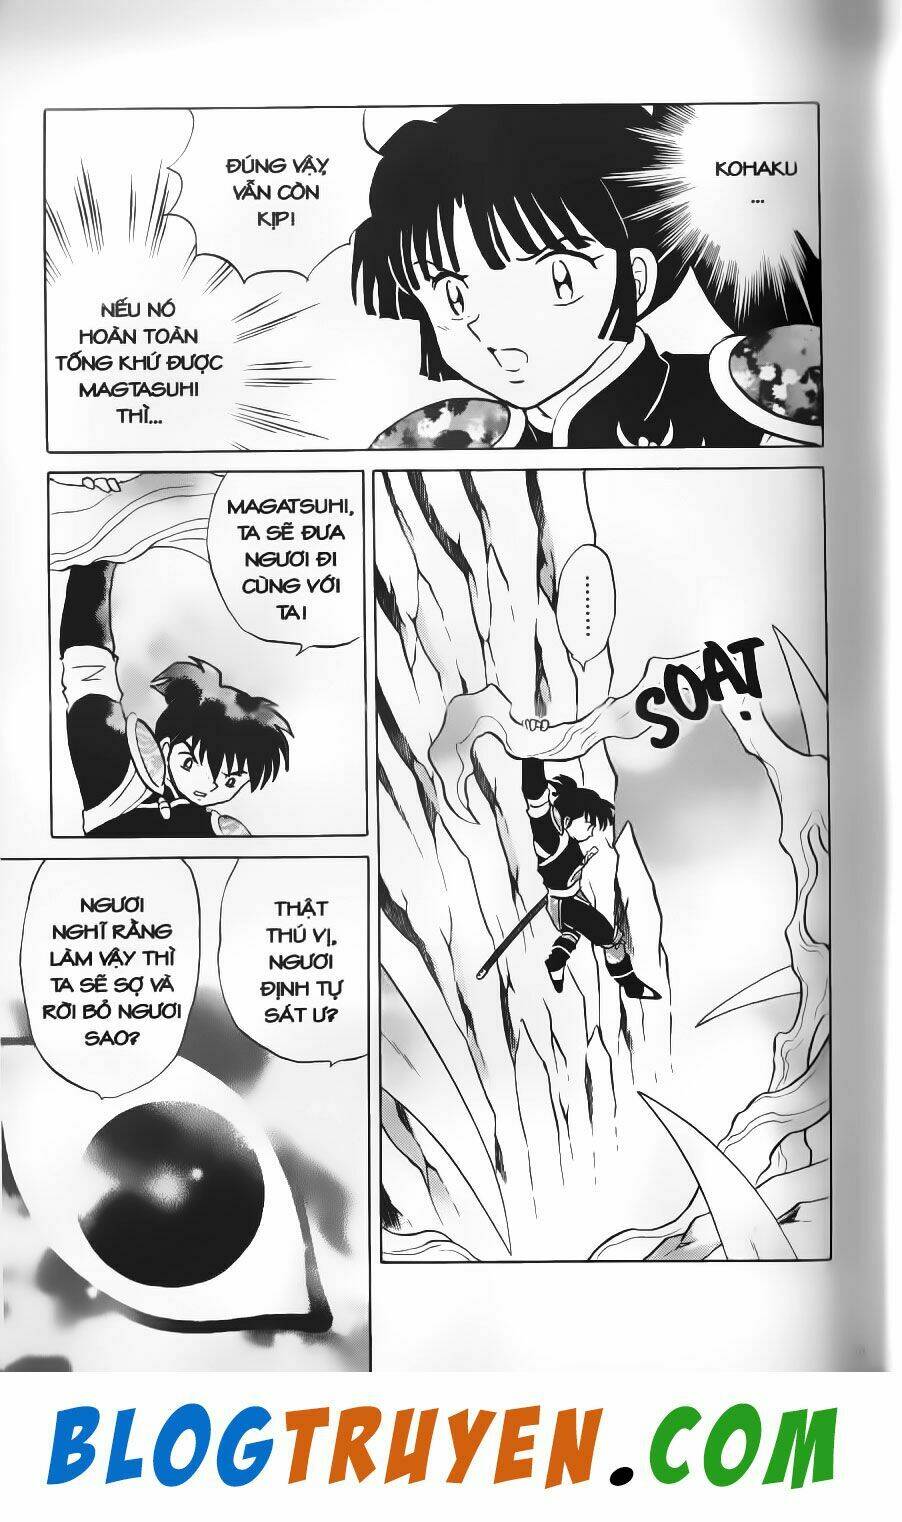 KOHAKU
...
ĐÚNG VẬY,
VẪN CÒN
KỊP!
NẾU NÓ
HOÀN TOÀN
TỐNG KHỨ ĐƯỢC
MAGTASUHI
THÌ...
.........
SOẠT.
MAGATSUHI,
TA SẼ ĐƯA
NGƯƠI ĐI
CÙNG VỚI
TA!
THẬT
THÚ VỊ,
NGƯƠI
ĐỊNH TỰ
SÁT Ư?
NGƯƠI
NGHĨ RẰNG
LÀM VẬY THÌ
TA SẼ SỢ VÀ
RỜI BỎ NGƯƠI
SAO?
BLOGTRUYEN.COM